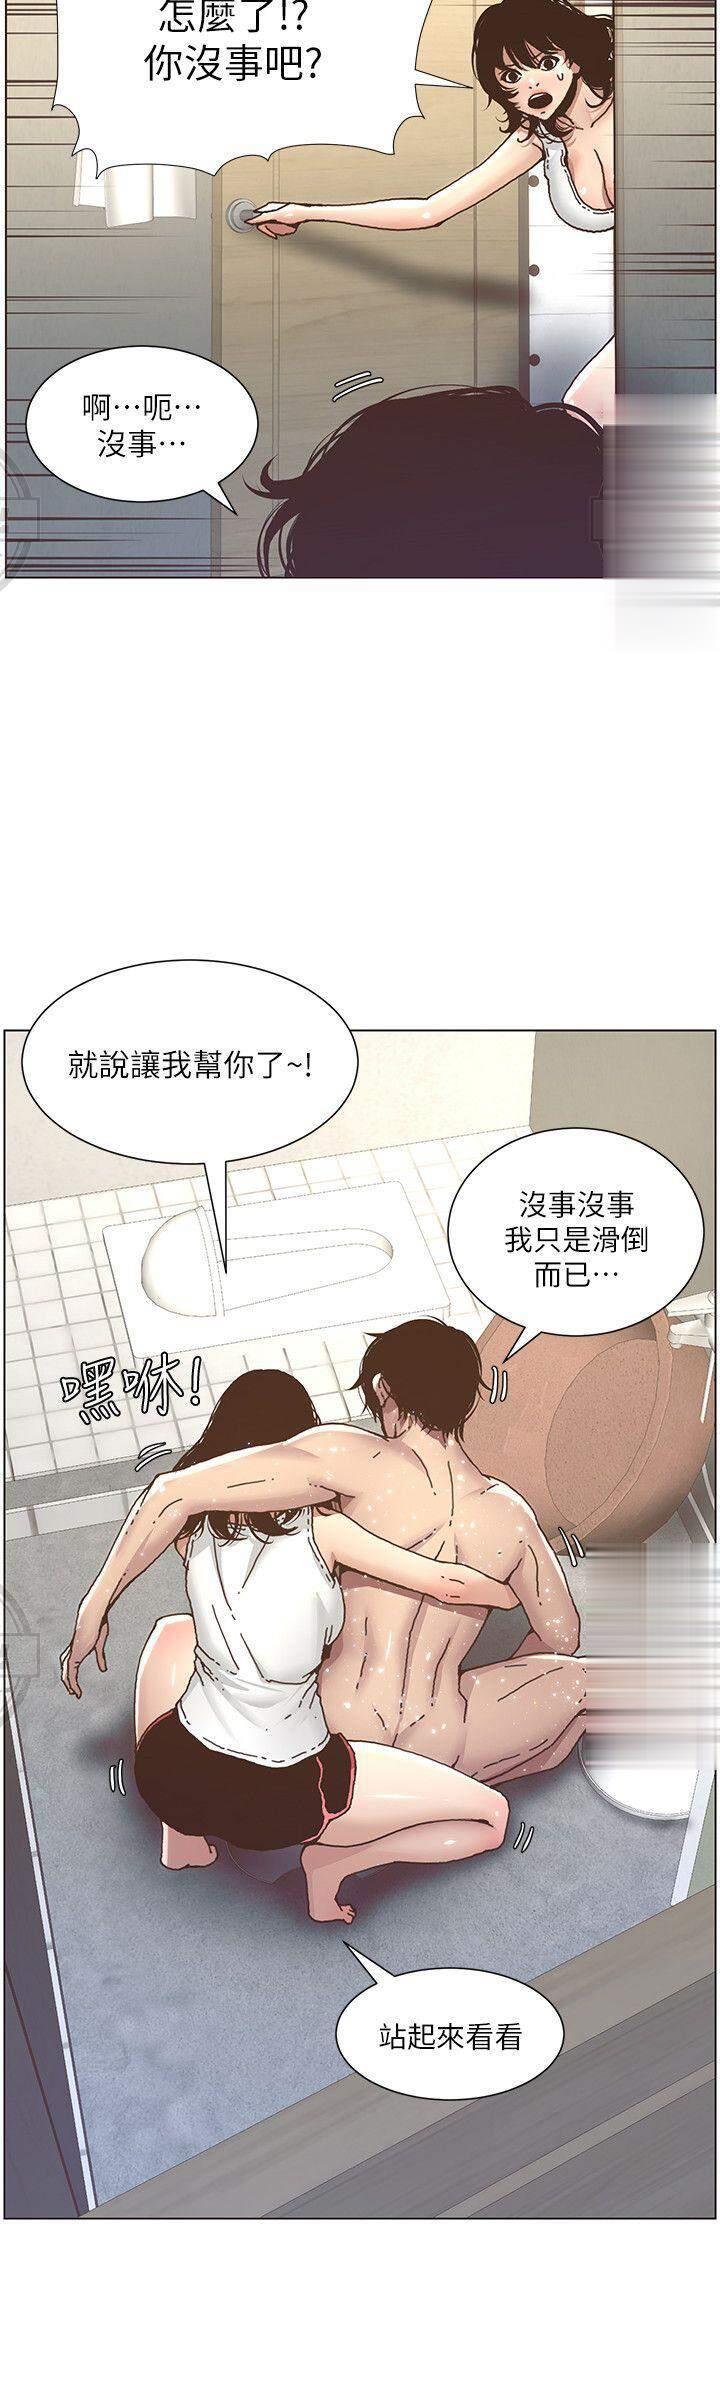 怎麼了!?
你沒事吧?
啊…呃…
沒事…
就說讓我幫你了~!
沒事沒事
我只是滑倒
而已…
嘿咻!
站起來看看